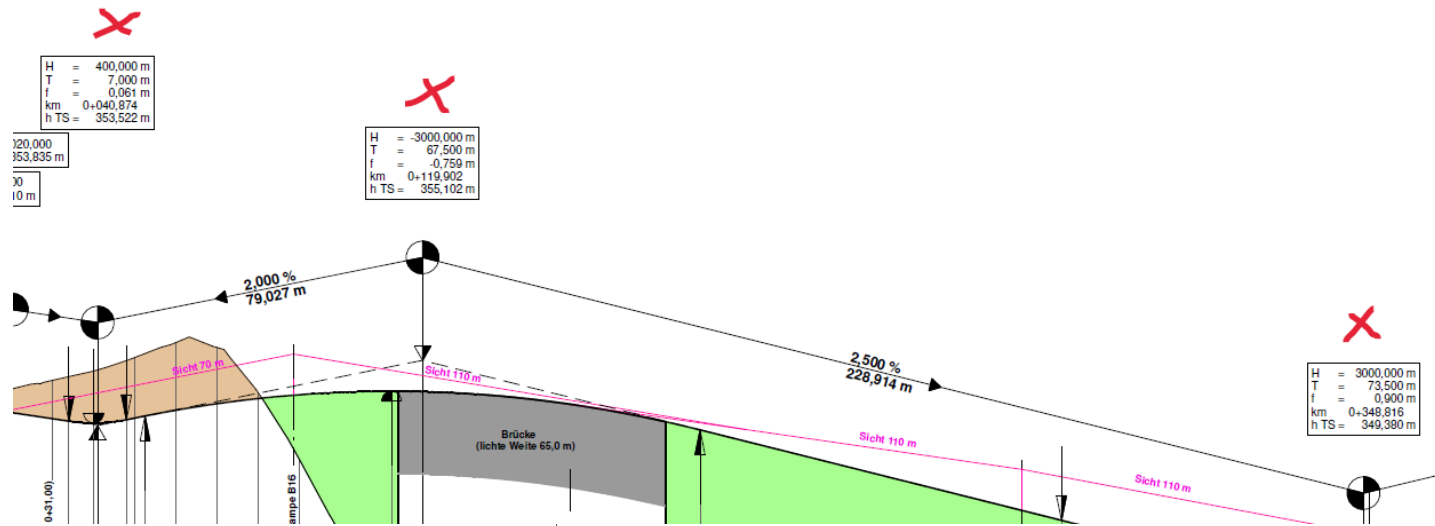 H = 400,000 m
T = 7,000 m
f = 0,061 m
km 0+040,874
h TS = 353,522 m
020,000
353,835 m
00
10 m
H = -3000,000 m
T = 67,500 m
f = -0,759 m
km 0+119,902
h TS = 355,102 m
2,000 %
79,027 m
2,500 %
228,914 m
H = 3000,000 m
T = 73,500 m
f = 0,900 m
km 0+348,816
h TS = 349,380 m
Sicht 70 m
Sicht 110 m
Sicht 110 m
Sicht 110 m
Brücke
(lichte Weite 65,0 m)
0+311,00)
ampe B16